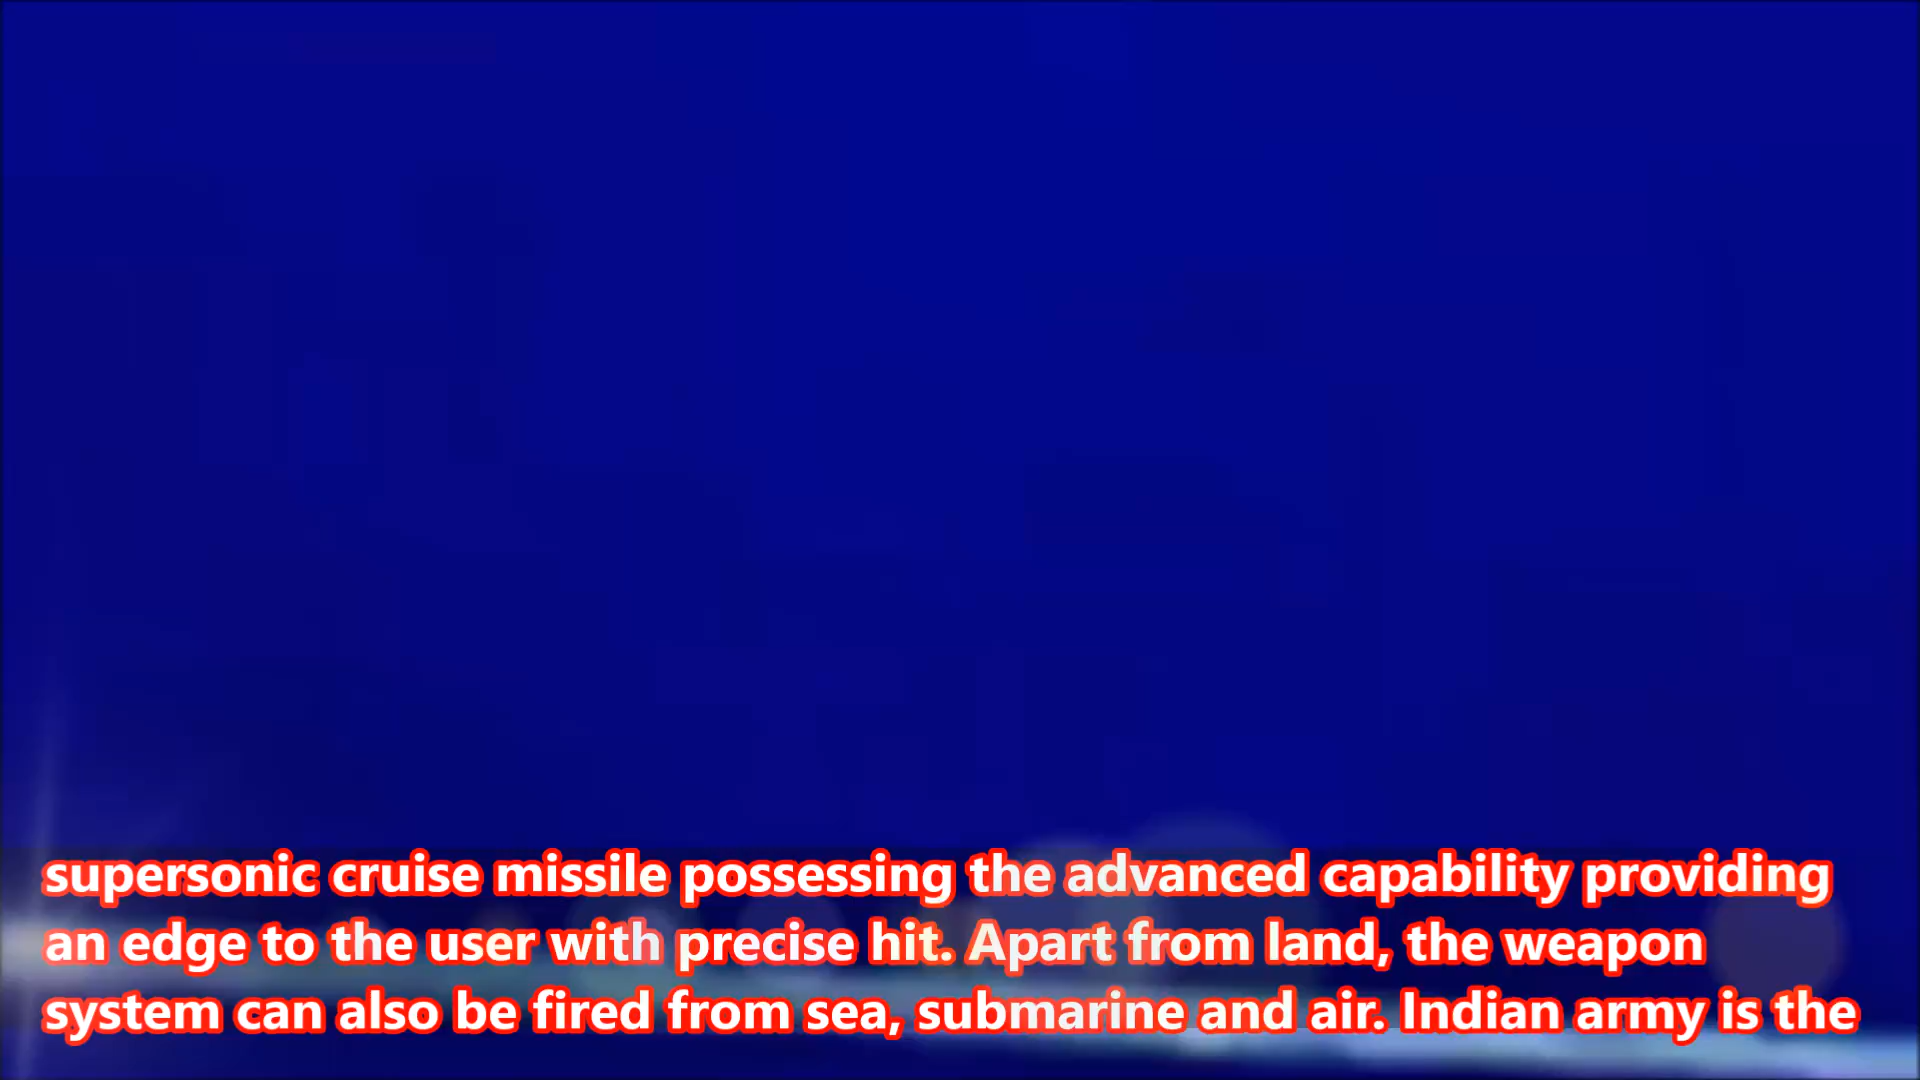 supersonic cruise missile possessing the advanced capability providing
an edge to the user with precise hit. Apart from land, the weapon
system can also be fired from sea, submarine and air. Indian army is the